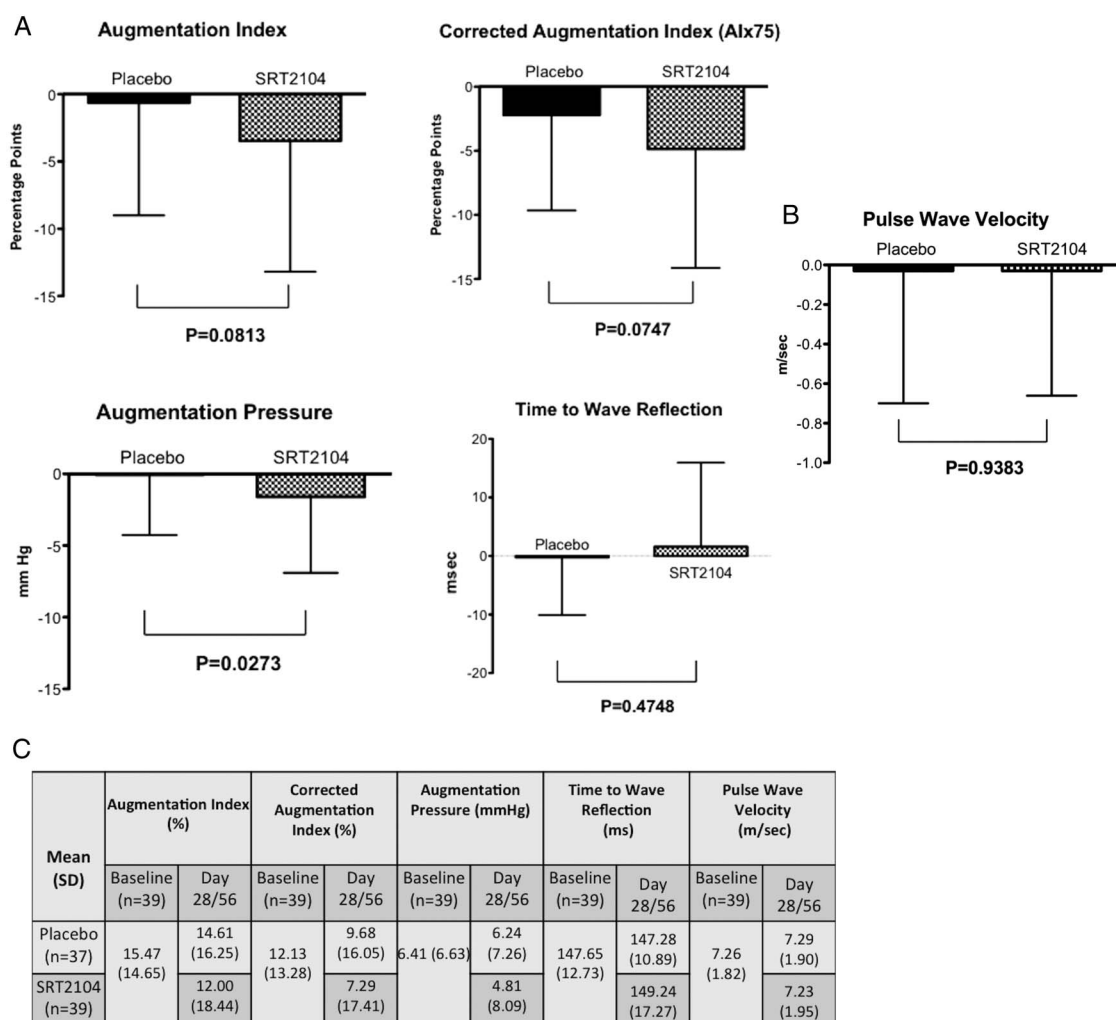 A
Augmentation Index
Placebo
SRT2104
Percentage Points
0
-5
-10
-15
P=0.0813
Corrected Augmentation Index (AIx75)
Placebo
SRT2104
Percentage Points
0
-5
-10
-15
P=0.0747
B
Pulse Wave Velocity
Placebo
SRT2104
m/sec
0.0
-0.2
-0.4
-0.6
-0.8
-1.0
P=0.9383
Augmentation Pressure
Placebo
SRT2104
mm Hg
0
-5
-10
-15
P=0.0273
Time to Wave Reflection
msec
20
10
0
-10
-20
Placebo
SRT2104
P=0.4748
C
Mean
(SD)
Augmentation Index
(%)
Corrected
Augmentation
Index (%)
Augmentation
Pressure (mmHg)
Time to Wave
Reflection
(ms)
Pulse Wave
Velocity
(m/sec)
Baseline
(n=39)
Day
28/56
Baseline
(n=39)
Day
28/56
Baseline
(n=39)
Day
28/56
Baseline
(n=39)
Day
28/56
Baseline
(n=39)
Day
28/56
Placebo
(n=37)
15.47
(14.65)
14.61
(16.25)
12.13
(13.28)
9.68
(16.05)
6.41 (6.63)
6.24
(7.26)
147.65
(12.73)
147.28
(10.89)
7.26
(1.82)
7.29
(1.90)
SRT2104
(n=39)
12.00
(18.44)
7.29
(17.41)
4.81
(8.09)
149.24
(17.27)
7.23
(1.95)